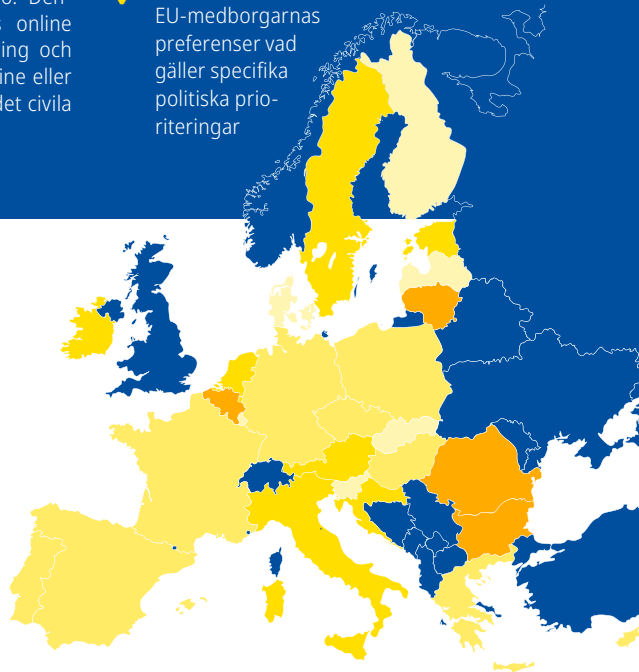 online
ing och
ine eller
det civila
EU-medborgarnas
preferenser vad
gäller specifika
politiska prio-
riteringar